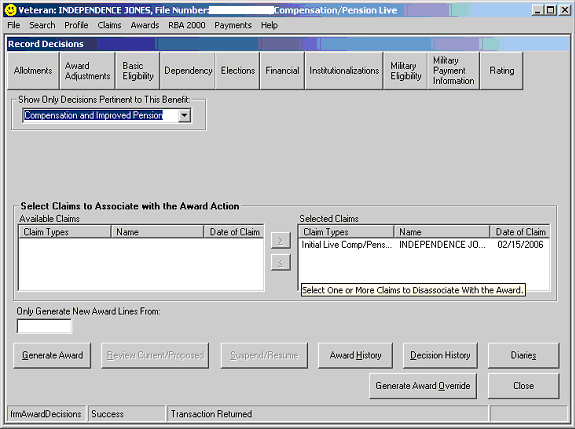 Veteran: INDEPENDENCE JONES, File Number: Compensation/Pension Live
File Search Profile Claims Awards RBA 2000 Payments Help
Record Decisions
Allotments
Award Adjustments
Basic Eligibility
Dependency
Elections
Financial
Institutionalizations
Military Eligibility
Military Payment Information
Rating
Show Only Decisions Pertinent to This Benefit:
Compensation and Improved Pension
Select Claims to Associate with the Award Action
Available Claims
Claim Types Name Date of Claim
>
<
Selected Claims
Claim Types Name Date of Claim
Initial Live Comp/Pens... INDEPENDENCE JO... 02/15/2006
Select One or More Claims to Disassociate With the Award.
Only Generate New Award Lines From:
Generate Award Review Current/Proposed Suspend/Resume Award History Decision History Diaries
Generate Award Override Close
frmAwardDecisions Success Transaction Returned